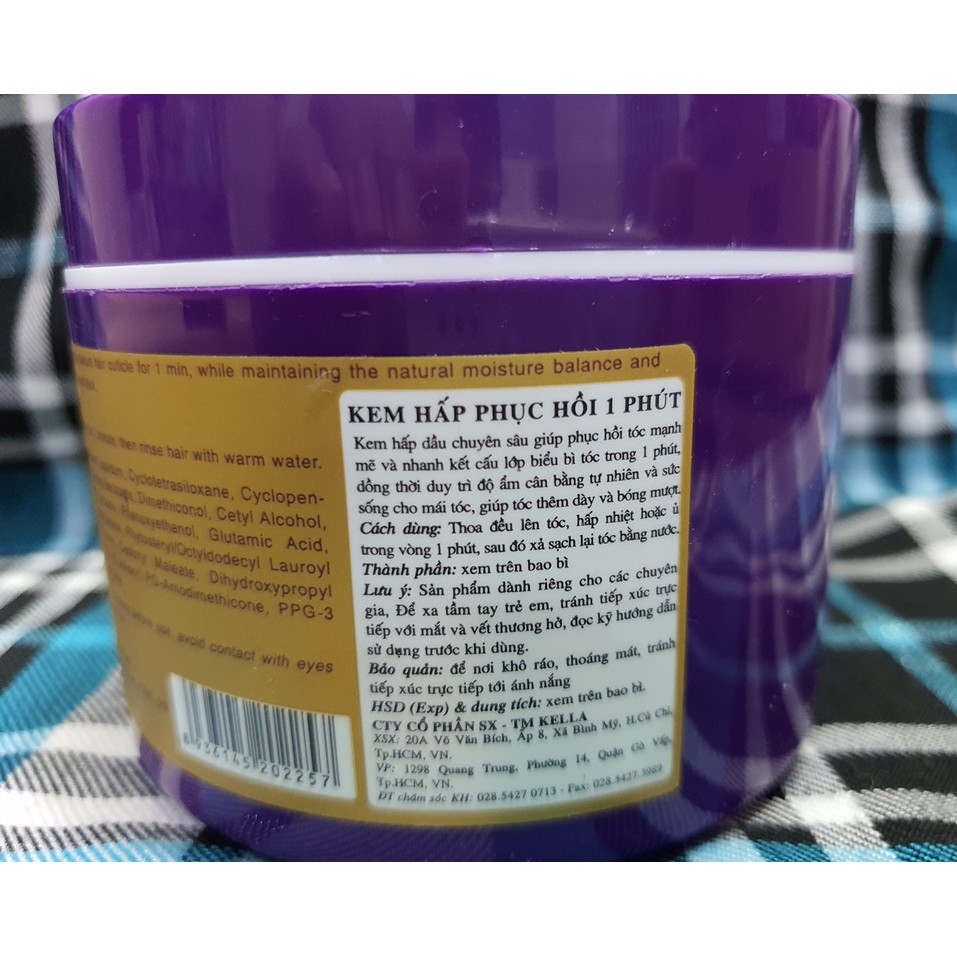 hair cuticle for 1 min, while maintaining the natural moisture balance and
then rinse hair with warm water.
Cyclotetrasiloxane, Cyclopen-
Dimethiconol, Cetyl Alcohol,
Phenoxyethanol, Glutamic Acid,
Phytosteryl/Octyldodecyl Lauroyl
Maleate, Dihydroxypropyl
PG-Amodimethicone, PPG-3
before use, avoid contact with eyes
8936145202257
KEM HẤP PHỤC HỒI 1 PHÚT
Kem hấp dầu chuyên sâu giúp phục hồi tóc mạnh
mẽ và nhanh kết cấu lớp biểu bì tóc trong 1 phút,
đồng thời duy trì độ ẩm cân bằng tự nhiên và sức
sống cho mái tóc, giúp tóc thêm dày và bóng mượt.
Cách dùng: Thoa đều lên tóc, hấp nhiệt hoặc ủ
trong vòng 1 phút, sau đó xả sạch lại tóc bằng nước.
Thành phần: xem trên bao bì
Lưu ý: Sản phẩm dành riêng cho các chuyên
gia, Để xa tầm tay trẻ em, tránh tiếp xúc trực
tiếp với mắt và vết thương hở, đọc kỹ hướng dẫn
sử dụng trước khi dùng.
Bảo quản: để nơi khô ráo, thoáng mát, tránh
tiếp xúc trực tiếp tới ánh nắng
HSD (Exp) & dung tích: xem trên bao bì.
CTY CỔ PHẦN SX - TM KELLA
XSX: 20A Võ Văn Bích, Ấp 8, Xã Bình Mỹ, H.Củ Chi,
Tp.HCM, VN.
VP: 1298 Quang Trung, Phường 14, Quận Gò Vấp,
Tp.HCM, VN.
ĐT chăm sóc KH: 028.5427 0713 - Fax: 028.5427.3989